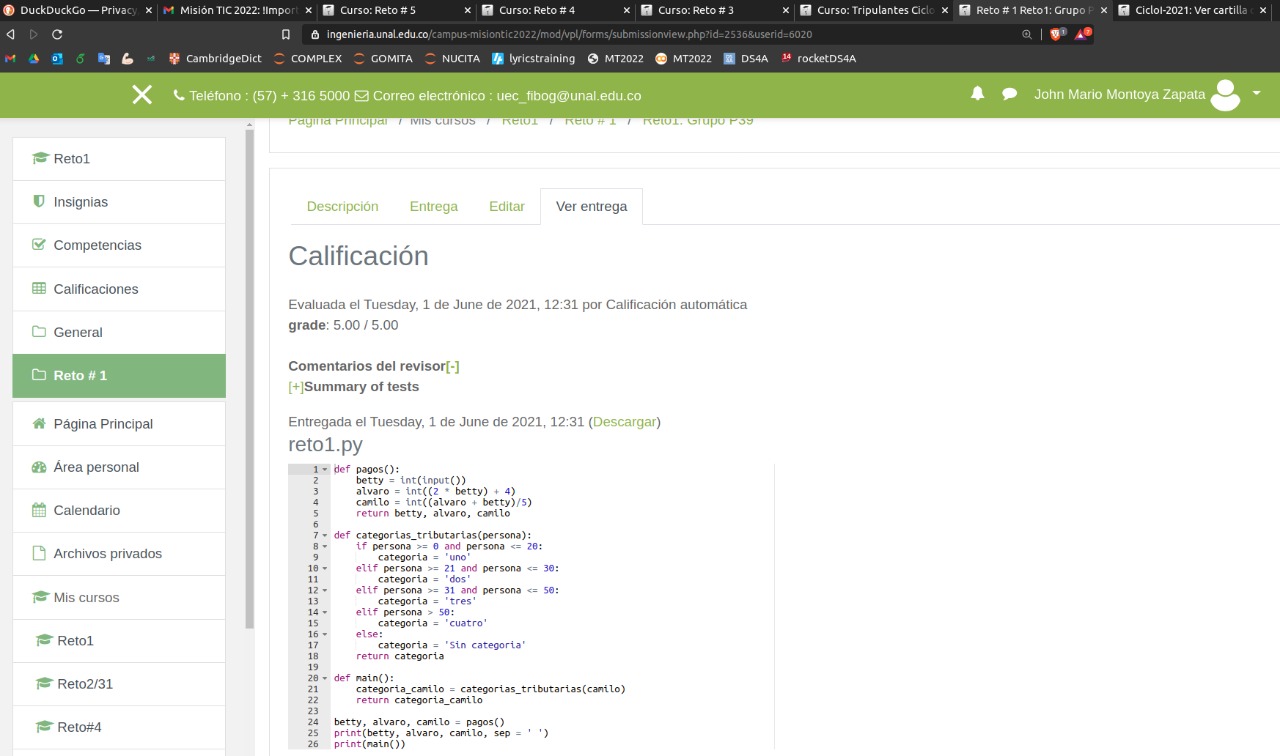 DuckDuckGo — Privacy,
Misión TIC 2022: !Import
Curso: Reto # 5
Curso: Reto # 4
Curso: Reto # 3
Curso: Tripulantes Ciclo
Reto # 1 Reto1: Grupo P
CicloI-2021: Ver cartilla
ingenieria.unal.edu.co/campus-misiontic2022/mod/vpl/forms/submissionview.php?id=2536&userid=6020
CambridgeDict
COMPLEX
GOMITA
NUCITA
lyricstraining
MT2022
MT2022
DS4A
rocketDS4A
Teléfono : (57) + 316 5000
Correo electrónico : uec_fibog@unal.edu.co
John Mario Montoya Zapata
Página Principal / Mis cursos / Reto1 / Reto # 1 / Reto1: Grupo P39
Reto1
Insignias
Competencias
Calificaciones
General
Reto # 1
Página Principal
Área personal
Calendario
Archivos privados
Mis cursos
Reto1
Reto2/31
Reto#4
Descripción
Entrega
Editar
Ver entrega
Calificación
Evaluada el Tuesday, 1 de June de 2021, 12:31 por Calificación automática
grade: 5.00 / 5.00
Comentarios del revisor[-]
[+]Summary of tests
Entregada el Tuesday, 1 de June de 2021, 12:31 (Descargar)
reto1.py
1 def pagos():
2     betty = int(input())
3     alvaro = int((2 * betty) + 4)
4     camilo = int((alvaro + betty)/5)
5     return betty, alvaro, camilo
6
7 def categorias_tributarias(persona):
8     if persona >= 0 and persona <= 20:
9         categoria = 'uno'
10     elif persona >= 21 and persona <= 30:
11         categoria = 'dos'
12     elif persona >= 31 and persona <= 50:
13         categoria = 'tres'
14     elif persona > 50:
15         categoria = 'cuatro'
16     else:
17         categoria = 'Sin categoria'
18     return categoria
19
20 def main():
21     categoria_camilo = categorias_tributarias(camilo)
22     return categoria_camilo
23
24 betty, alvaro, camilo = pagos()
25 print(betty, alvaro, camilo, sep = ' ')
26 print(main())